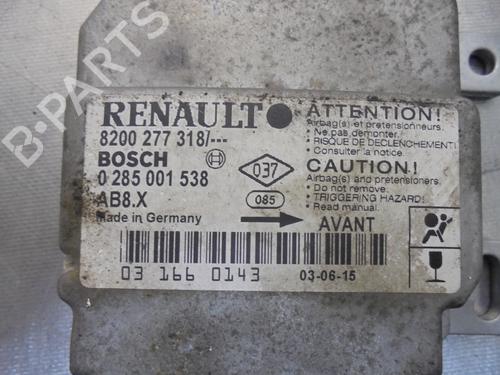 B-PARTS
RENAULT
8200 277 318/---
BOSCH
0 285 001 538
AB8.X
Made in Germany
037
085
ATTENTION!
Airbag(s) et pretensionneurs.
• Ne pas demonter.
• RISQUE DE DECLENCHEMENT!
• Consulter la notice.
CAUTION!
Airbag(s) and pretensioners.
• Do not remove.
• TRIGGERING HAZARD!
• Read manual.
AVANT
03 166 0143
03-06-15